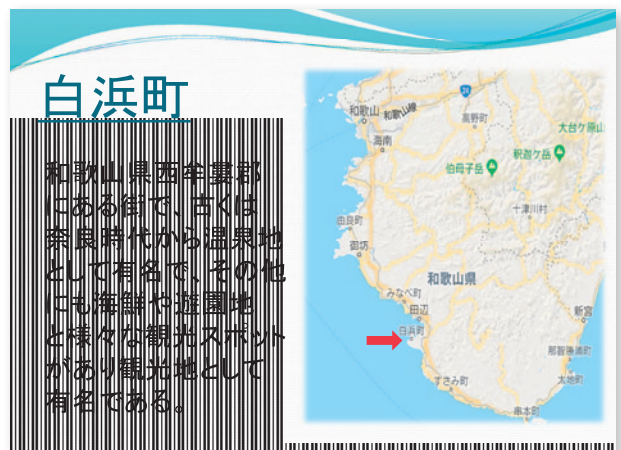 白浜町
和歌山県西牟婁郡
にある街で、古くは
奈良時代から温泉地
として有名で、その他
にも海鮮や遊園地
と様々な観光スポット
があり観光地として
有名である。
24
和歌山
和歌山線
高野町
大台ケ原山
海南
釈迦ケ岳
伯母子岳
十津川村
由良町
御坊
和歌山県
みなべ町
田辺
新宮
白浜町
那智勝浦町
すさみ町
太地町
串本町